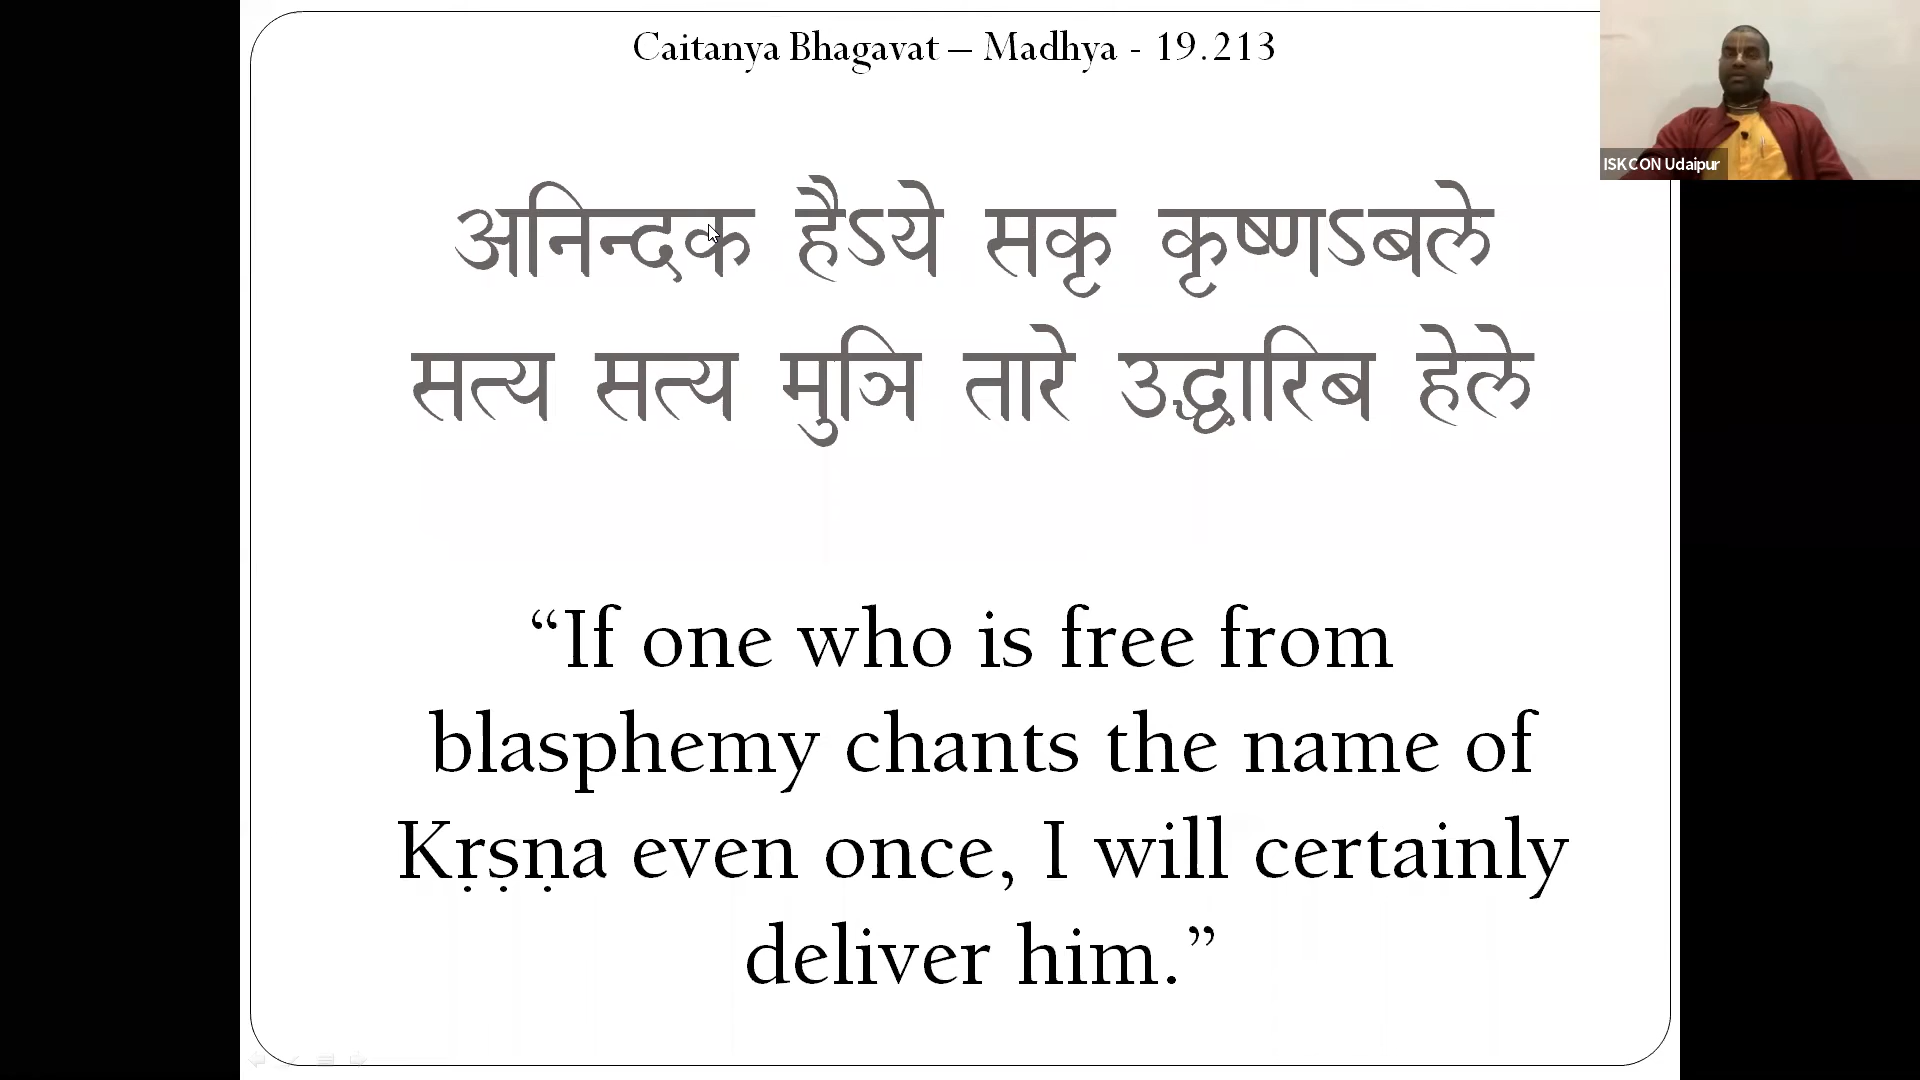 Caitanya Bhagavat – Madhya - 19.213
ISKCON Udaipur
अनिन्दक हैऽये सकृ कृष्णऽबले
सत्य सत्य मुञि तारे उद्धारिब हेले
“If one who is free from
blasphemy chants the name of
Kṛṣṇa even once, I will certainly
deliver him.”